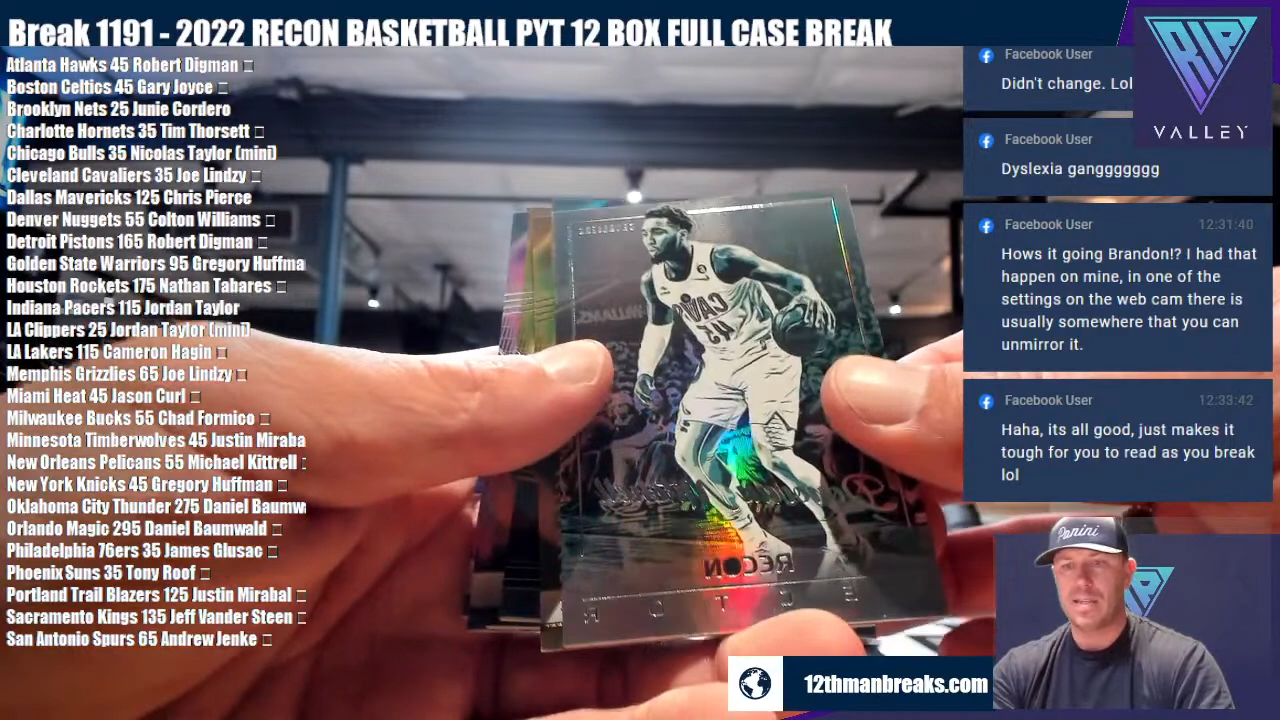 Break 1191 - 2022 RECON BASKETBALL PYT 12 BOX FULL CASE BREAK
Atlanta Hawks 45 Robert Digman
Boston Celtics 45 Gary Joyce
Brooklyn Nets 25 Junie Cordero
Charlotte Hornets 35 Tim Thorsett
Chicago Bulls 35 Nicolas Taylor (mini)
Cleveland Cavaliers 35 Joe Lindzy
Dallas Mavericks 125 Chris Pierce
Denver Nuggets 55 Colton Williams
Detroit Pistons 165 Robert Digman
Golden State Warriors 95 Gregory Huffma
Houston Rockets 175 Nathan Tabares
Indiana Pacers 115 Jordan Taylor
LA Clippers 25 Jordan Taylor (mini)
LA Lakers 115 Cameron Hagin
Memphis Grizzlies 65 Joe Lindzy
Miami Heat 45 Jason Curl
Milwaukee Bucks 55 Chad Formico
Minnesota Timberwolves 45 Justin Miraba
New Orleans Pelicans 55 Michael Kittrell
New York Knicks 45 Gregory Huffman
Oklahoma City Thunder 275 Daniel Baumw
Orlando Magic 295 Daniel Baumwald
Philadelphia 76ers 35 James Glusac
Phoenix Suns 35 Tony Roof
Portland Trail Blazers 125 Justin Mirabal
Sacramento Kings 135 Jeff Vander Steen
San Antonio Spurs 65 Andrew Jenke
CAVS
45
RECON
Facebook User
Didn't change. Lol
Facebook User
Dyslexia ganggggggg
Facebook User 12:31:40
Hows it going Brandon!? I had that
happen on mine, in one of the
settings on the web cam there is
usually somewhere that you can
unmirror it.
Facebook User 12:33:42
Haha, its all good, just makes it
tough for you to read as you break
lol
RIP
VALLEY
Panini
12thmanbreaks.com